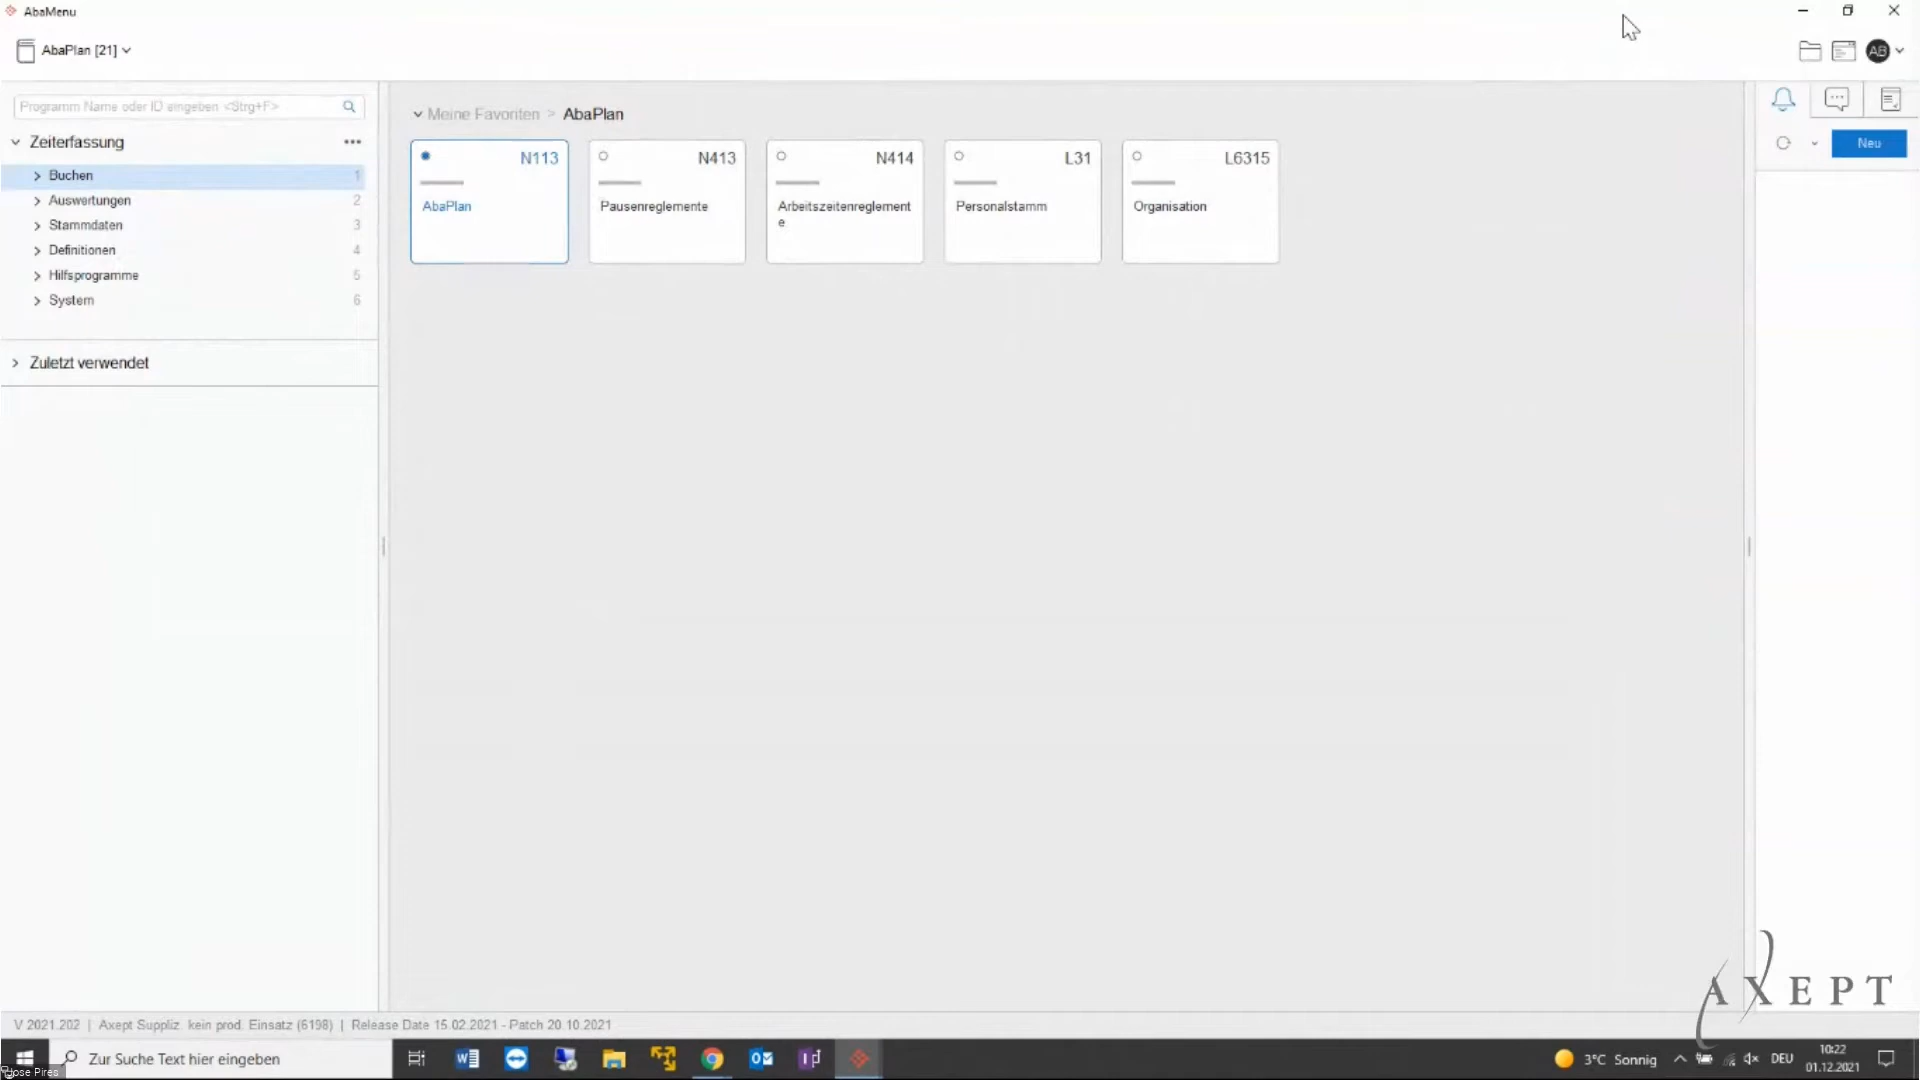 AbaMenu
AbaPlan [21]
AB
Programm Name oder ID eingeben <Strg+F>
Zeiterfassung
Buchen 1
Auswertungen 2
Stammdaten 3
Definitionen 4
Hilfsprogramme 5
System 6
Zuletzt verwendet
Meine Favoriten > AbaPlan
N113
AbaPlan
N413
Pausenreglemente
N414
Arbeitszeitenreglement
e
L31
Personalstamm
L6315
Organisation
Neu
AXEPT
V 2021.202 | Axept Suppliz. kein prod. Einsatz (6198) | Release Date 15.02.2021 - Patch 20.10.2021
Zur Suche Text hier eingeben
3°C Sonnig
DEU
10:22
01.12.2021
Jose Pires